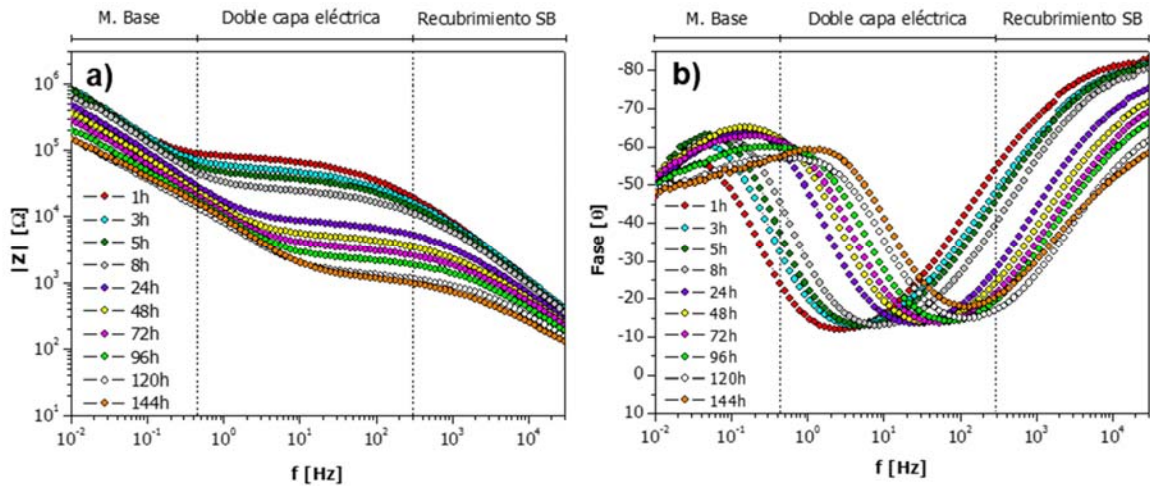 M. Base Doble capa eléctrica Recubrimiento SB
a)
10^6
10^5
10^4
10^3
10^2
10^1
|Z| [Ω]
1h
3h
5h
8h
24h
48h
72h
96h
120h
144h
10^-2 10^-1 10^0 10^1 10^2 10^3 10^4
f [Hz]
M. Base Doble capa eléctrica Recubrimiento SB
b)
-80
-70
-60
-50
-40
-30
-20
-10
0
10
Fase [θ]
1h
3h
5h
8h
24h
48h
72h
96h
120h
144h
10^-2 10^-1 10^0 10^1 10^2 10^3 10^4
f [Hz]